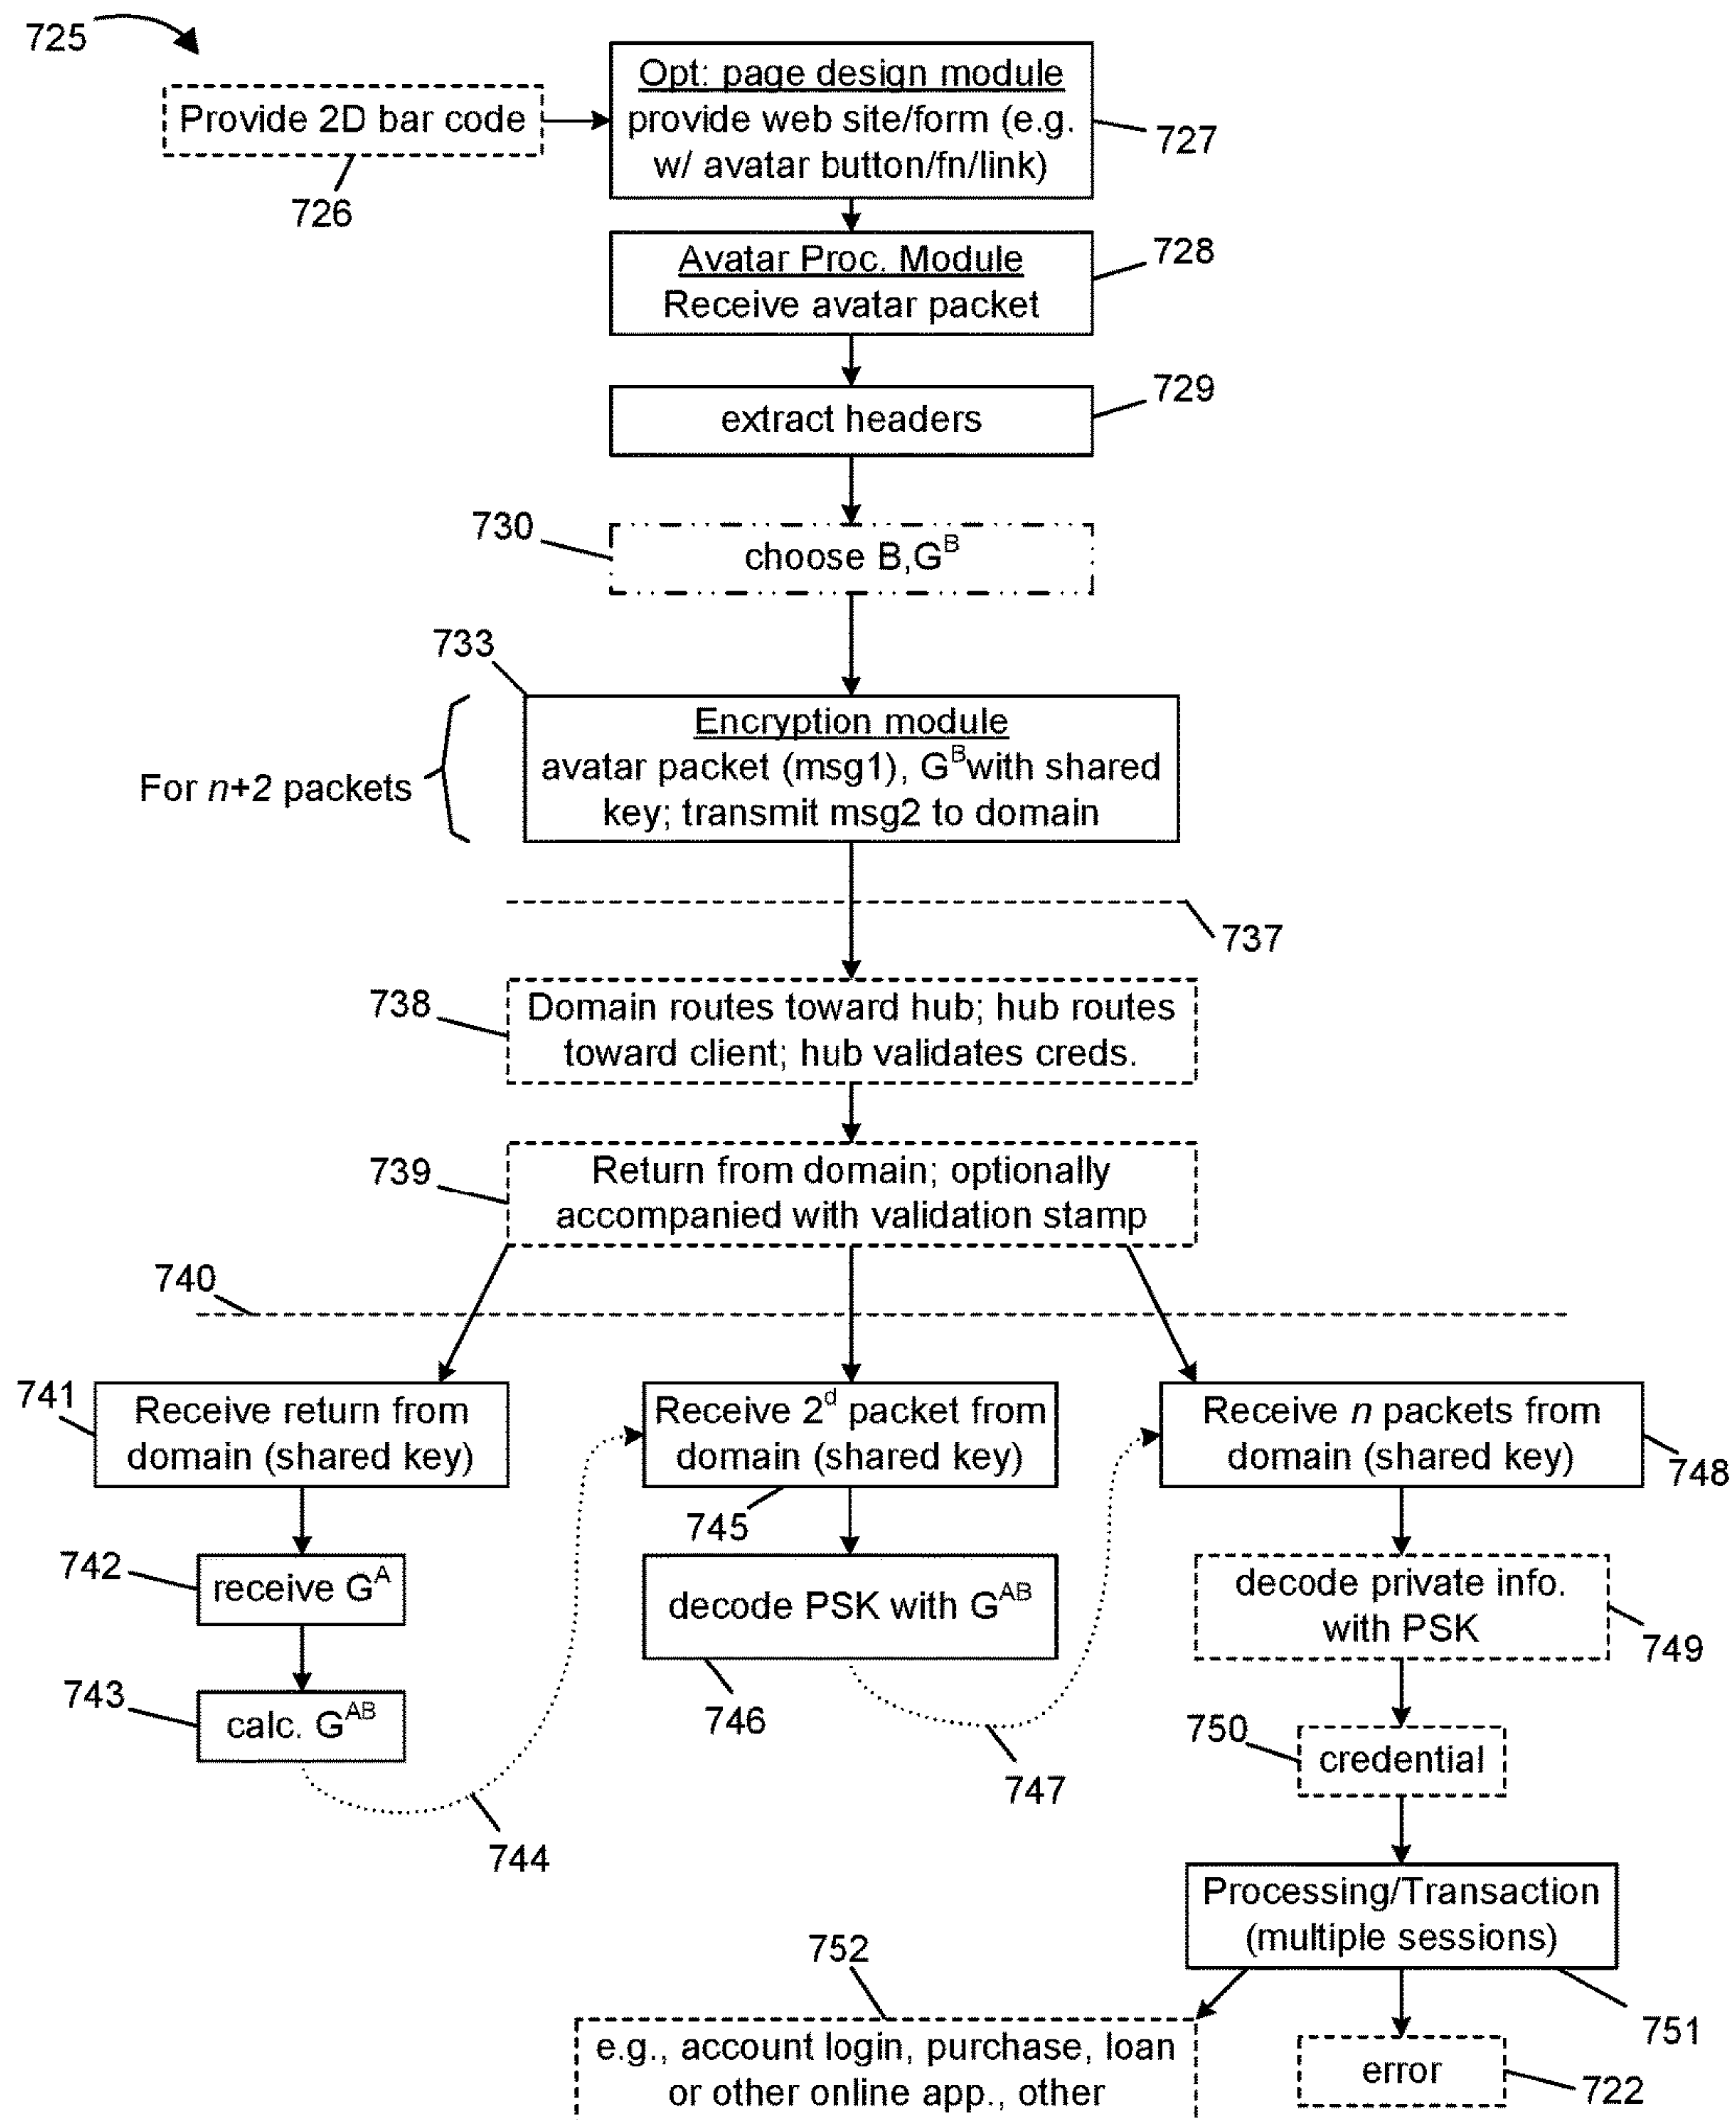 725
Provide 2D bar code
726
Opt: page design module
provide web site/form (e.g.
w/ avatar button/fn/link)
727
Avatar Proc. Module
Receive avatar packet
728
extract headers
729
730
choose B,G^B
733
For n+2 packets
Encryption module
avatar packet (msg1), G^B with shared
key; transmit msg2 to domain
737
738
Domain routes toward hub; hub routes
toward client; hub validates creds.
739
Return from domain; optionally
accompanied with validation stamp
740
741
Receive return from
domain (shared key)
742
receive G^A
743
calc. G^AB
744
Receive 2^d packet from
domain (shared key)
745
decode PSK with G^AB
746
747
Receive n packets from
domain (shared key)
748
decode private info.
with PSK
749
750
credential
Processing/Transaction
(multiple sessions)
751
752
e.g., account login, purchase, loan
or other online app., other
error
722